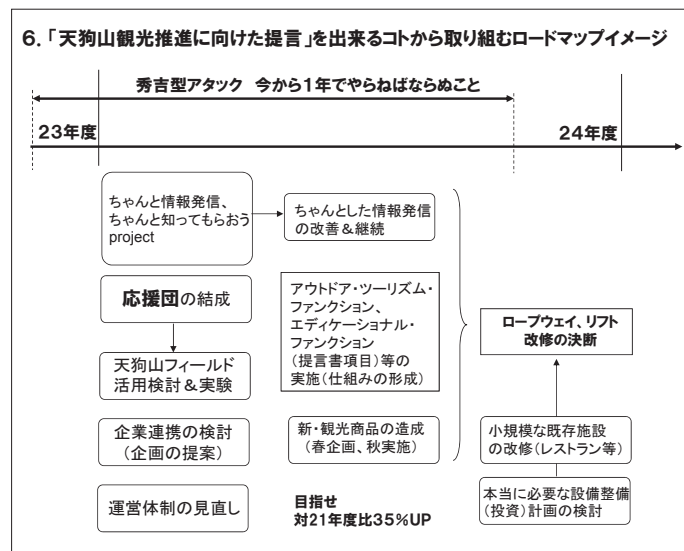 6.「天狗山観光推進に向けた提言」を出来るコトから取り組むロードマップイメージ
秀吉型アタック 今から1年でやらねばならぬこと
23年度
24年度
ちゃんと情報発信、
ちゃんと知ってもらおう
project
ちゃんとした情報発信
の改善&継続
応援団の結成
アウトドア・ツーリズム・
ファンクション、
エディケーショナル・
ファンクション
(提言書項目)等の
実施(仕組みの形成)
ロープウェイ、リフト
改修の決断
天狗山フィールド
活用検討&実験
企業連携の検討
(企画の提案)
新・観光商品の造成
(春企画、秋実施)
小規模な既存施設
の改修(レストラン等)
運営体制の見直し
目指せ
対21年度比35%UP
本当に必要な設備整備
(投資)計画の検討